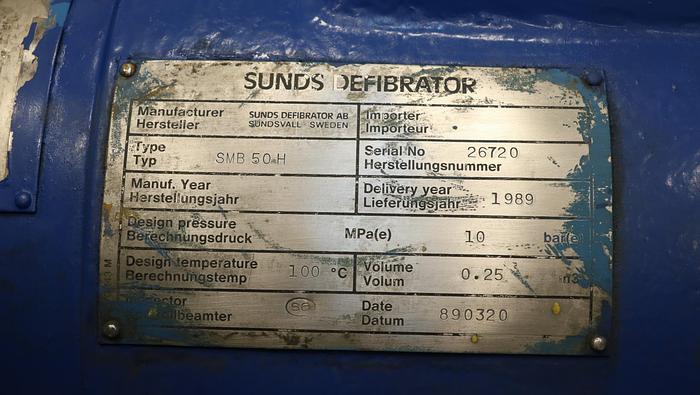 SUNDS DEFIBRATOR
Manufacturer SUNDS DEFIBRATOR AB Importer
Hersteller SUNDSVALL SWEDEN Importeur
Type Serial No 26720
Typ SMB 50 H Herstellungsnummer
Manuf. Year Delivery year
Herstellungsjahr Lieferungsjahr 1989
Design pressure
Berechnungsdruck MPa(e) 10 bar(e
Design temperature Volume
Berechnungstemp 100 °C Volum 0.25
Date
Datum 890320